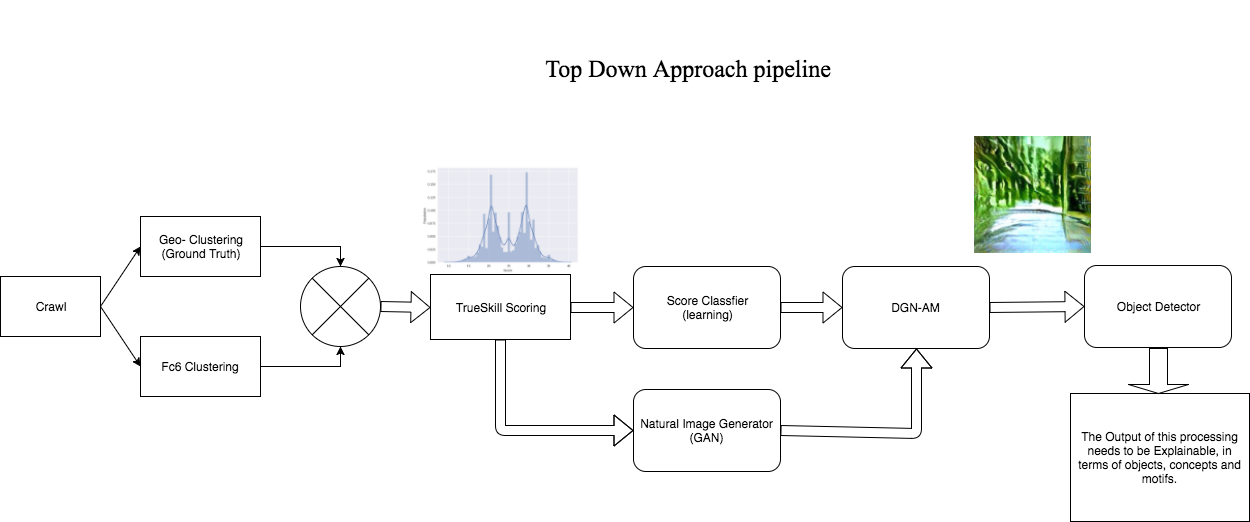 Top Down Approach pipeline
Geo- Clustering
(Ground Truth)
Crawl
Fc6 Clustering
TrueSkill Scoring
Score Classfier
(learning)
DGN-AM
Object Detector
Natural Image Generator
(GAN)
The Output of this processing
needs to be Explainable, in
terms of objects, concepts and
motifs.